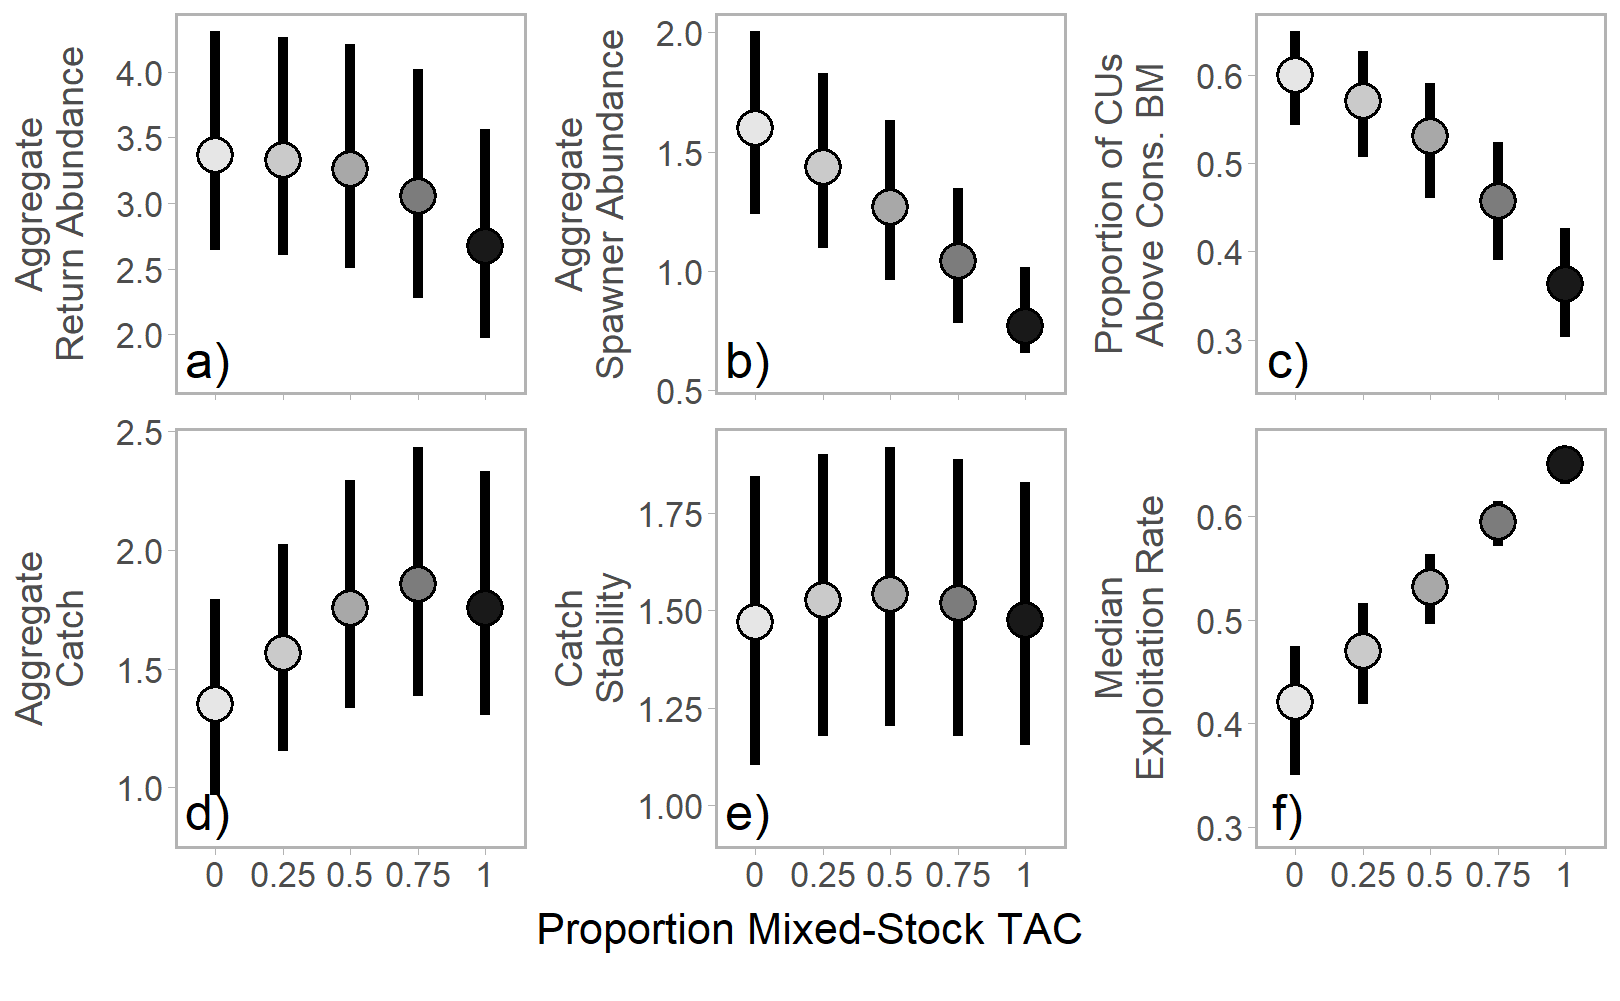 Aggregate
Return Abundance
4.0
3.5
3.0
2.5
2.0
a)
Aggregate
Spawner Abundance
2.0
1.5
1.0
0.5
b)
Proportion of CUs
Above Cons. BM
0.6
0.5
0.4
0.3
c)
Aggregate
Catch
2.5
2.0
1.5
1.0
d)
0 0.25 0.5 0.75 1
Catch
Stability
1.75
1.50
1.25
1.00
e)
0 0.25 0.5 0.75 1
Median
Exploitation Rate
0.6
0.5
0.4
0.3
f)
0 0.25 0.5 0.75 1
Proportion Mixed-Stock TAC